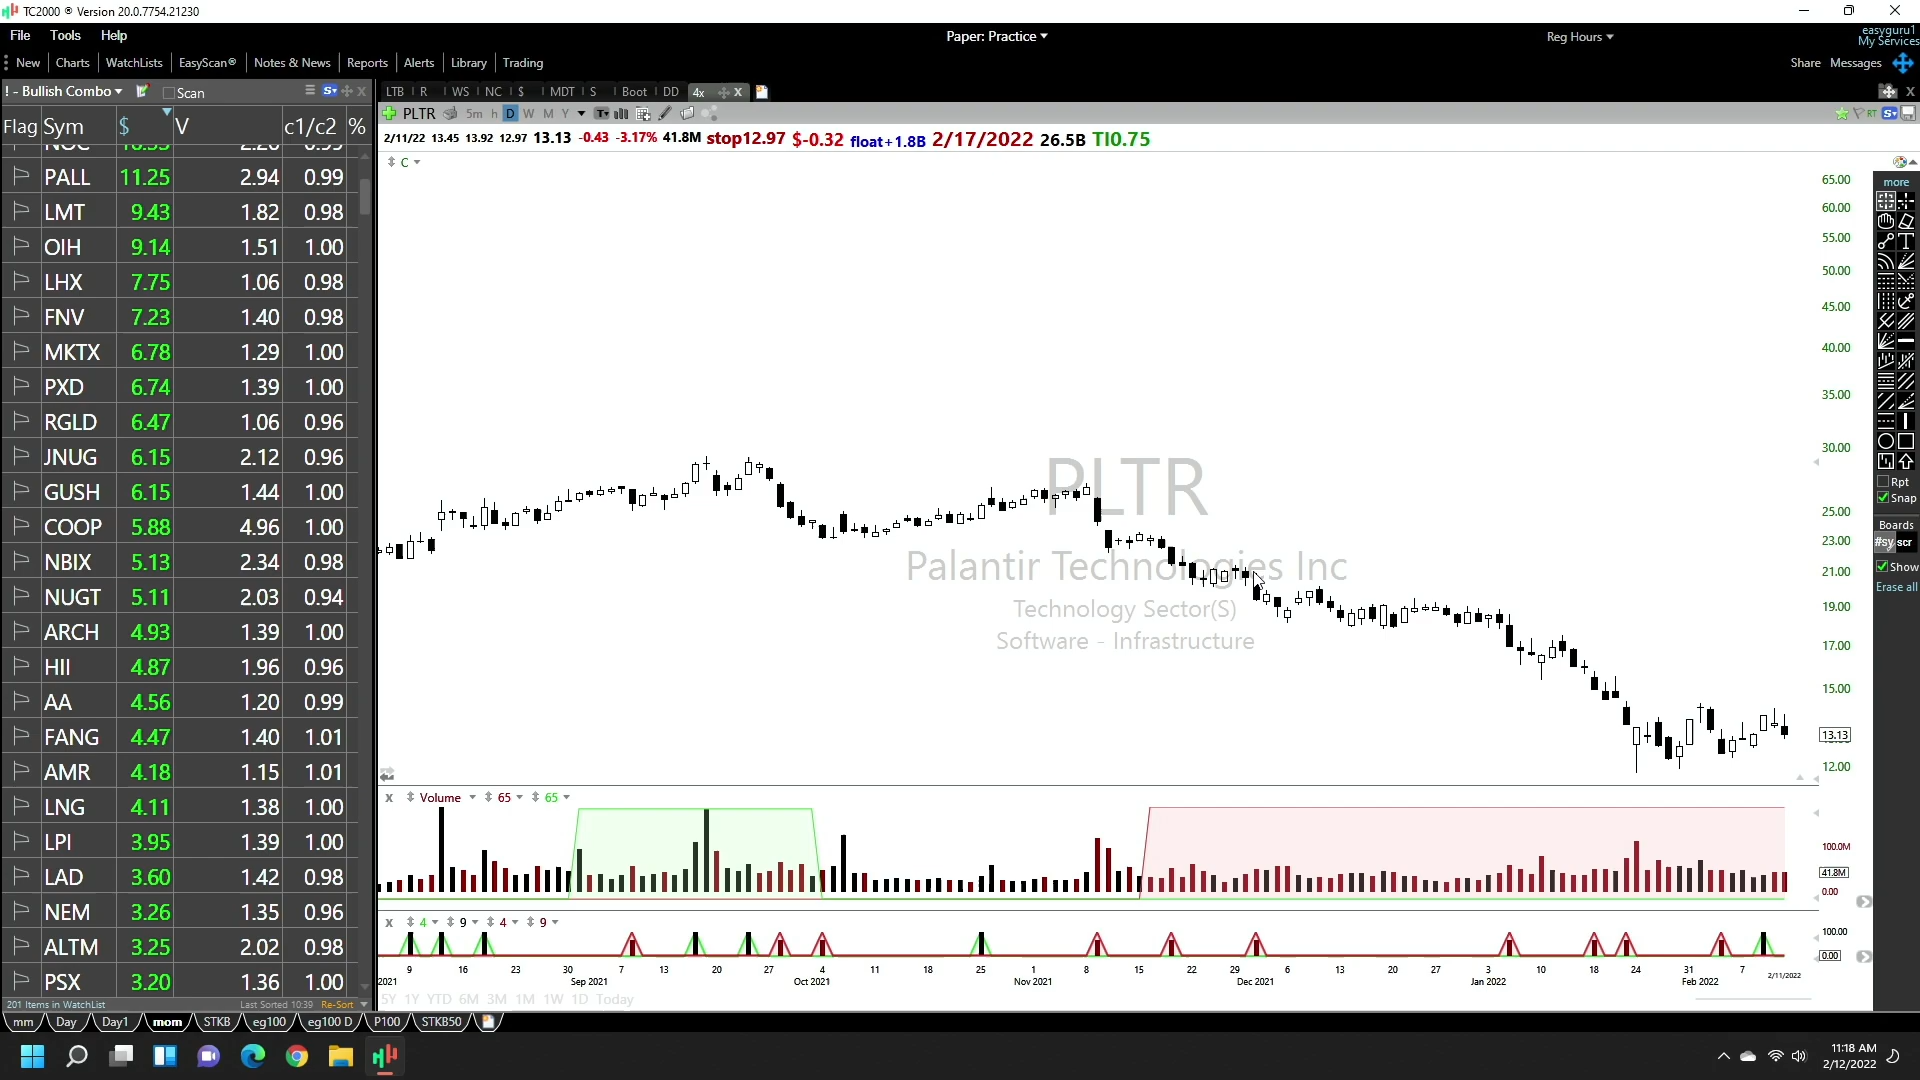 TC2000 ® Version 20.0.7754.21230
File Tools Help
Paper: Practice
Reg Hours
easyguru1
My Services
New Charts WatchLists EasyScan® Notes & News Reports Alerts Library Trading
Share Messages
! - Bullish Combo Scan
LTB R WS NC $ MDT S Boot DD 4x
PLTR 5m h D W M Y
RT
Flag Sym $ V c1/c2 %
2/11/22 13.45 13.92 12.97 13.13 -0.43 -3.17% 41.8M stop12.97 $-0.32 float+1.8B 2/17/2022 26.5B TI0.75
C
PALL 11.25 2.94 0.99
LMT 9.43 1.82 0.98
OIH 9.14 1.51 1.00
LHX 7.75 1.06 0.98
FNV 7.23 1.40 0.98
MKTX 6.78 1.29 1.00
PXD 6.74 1.39 1.00
RGLD 6.47 1.06 0.96
JNUG 6.15 2.12 0.96
GUSH 6.15 1.44 1.00
COOP 5.88 4.96 1.00
NBIX 5.13 2.34 0.98
NUGT 5.11 2.03 0.94
ARCH 4.93 1.39 1.00
HII 4.87 1.96 0.96
AA 4.56 1.20 0.99
FANG 4.47 1.40 1.01
AMR 4.18 1.15 1.01
LNG 4.11 1.38 1.00
LPI 3.95 1.39 1.00
LAD 3.60 1.42 0.98
NEM 3.26 1.35 0.96
ALTM 3.25 2.02 0.98
PSX 3.20 1.36 1.00
201 Items in WatchList Last Sorted 10:39 Re-Sort
PLTR
Palantir Technologies Inc
Technology Sector(S)
Software - Infrastructure
65.00
60.00
55.00
50.00
45.00
40.00
35.00
30.00
25.00
23.00
21.00
19.00
17.00
15.00
13.13
12.00
more
Rpt
Snap
Boards
#sy scr
Show
Erase all
x Volume 65 65
100.0M
41.8M
0.00
x 4 9 4 9
100.00
0.00
9 16 23 30 7 13 20 27 4 11 18 25 1 8 15 22 29 6 13 20 27 3 10 18 24 31 7 2/11/2022
2021 Sep 2021 Oct 2021 Nov 2021 Dec 2021 Jan 2022 Feb 2022
5Y 1Y YTD 6M 3M 1M 1W 1D Today
mm Day Day1 mom STKB eg100 eg100 D P100 STKB50
11:18 AM
2/12/2022